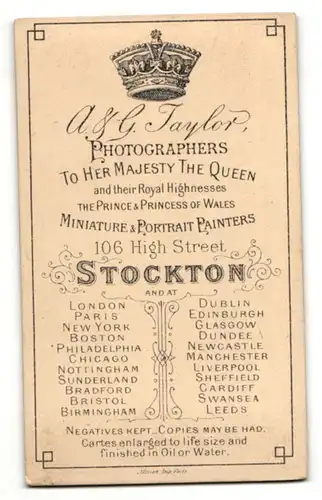 A. & G. Taylor,
PHOTOGRAPHERS
TO HER MAJESTY THE QUEEN
and their Royal Highnesses
THE PRINCE & PRINCESS OF WALES
MINIATURE & PORTRAIT PAINTERS
106 High Street
STOCKTON
AND AT
LONDON
PARIS
NEW YORK
BOSTON
PHILADELPHIA
CHICAGO
NOTTINGHAM
SUNDERLAND
BRADFORD
BRISTOL
BIRMINGHAM
DUBLIN
EDINBURGH
GLASGOW
DUNDEE
NEWCASTLE
MANCHESTER
LIVERPOOL
SHEFFIELD
CARDIFF
SWANSEA
LEEDS
NEGATIVES KEPT. COPIES MAY BE HAD.
Cartes enlarged to life size and
finished in Oil or Water.
Imp. Paris